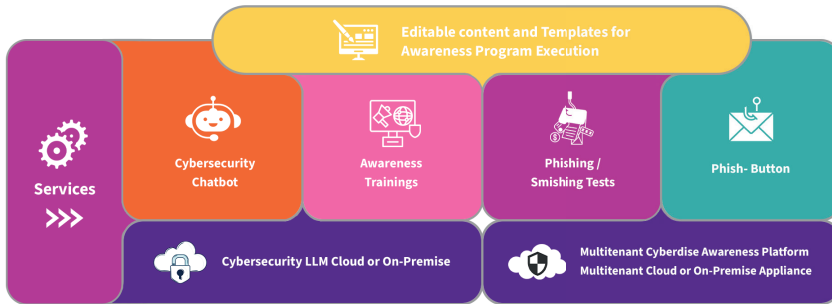 Editable content and Templates for
Awareness Program Execution
Services
Cybersecurity
Chatbot
Awareness
Trainings
Phishing /
Smishing Tests
Phish- Button
Cybersecurity LLM Cloud or On-Premise
Multitenant Cyberdise Awareness Platform
Multitenant Cloud or On-Premise Appliance